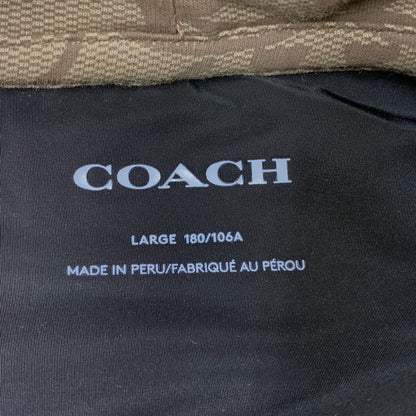 COACH
LARGE 180/106A
MADE IN PERU/FABRIQUÉ AU PÉROU